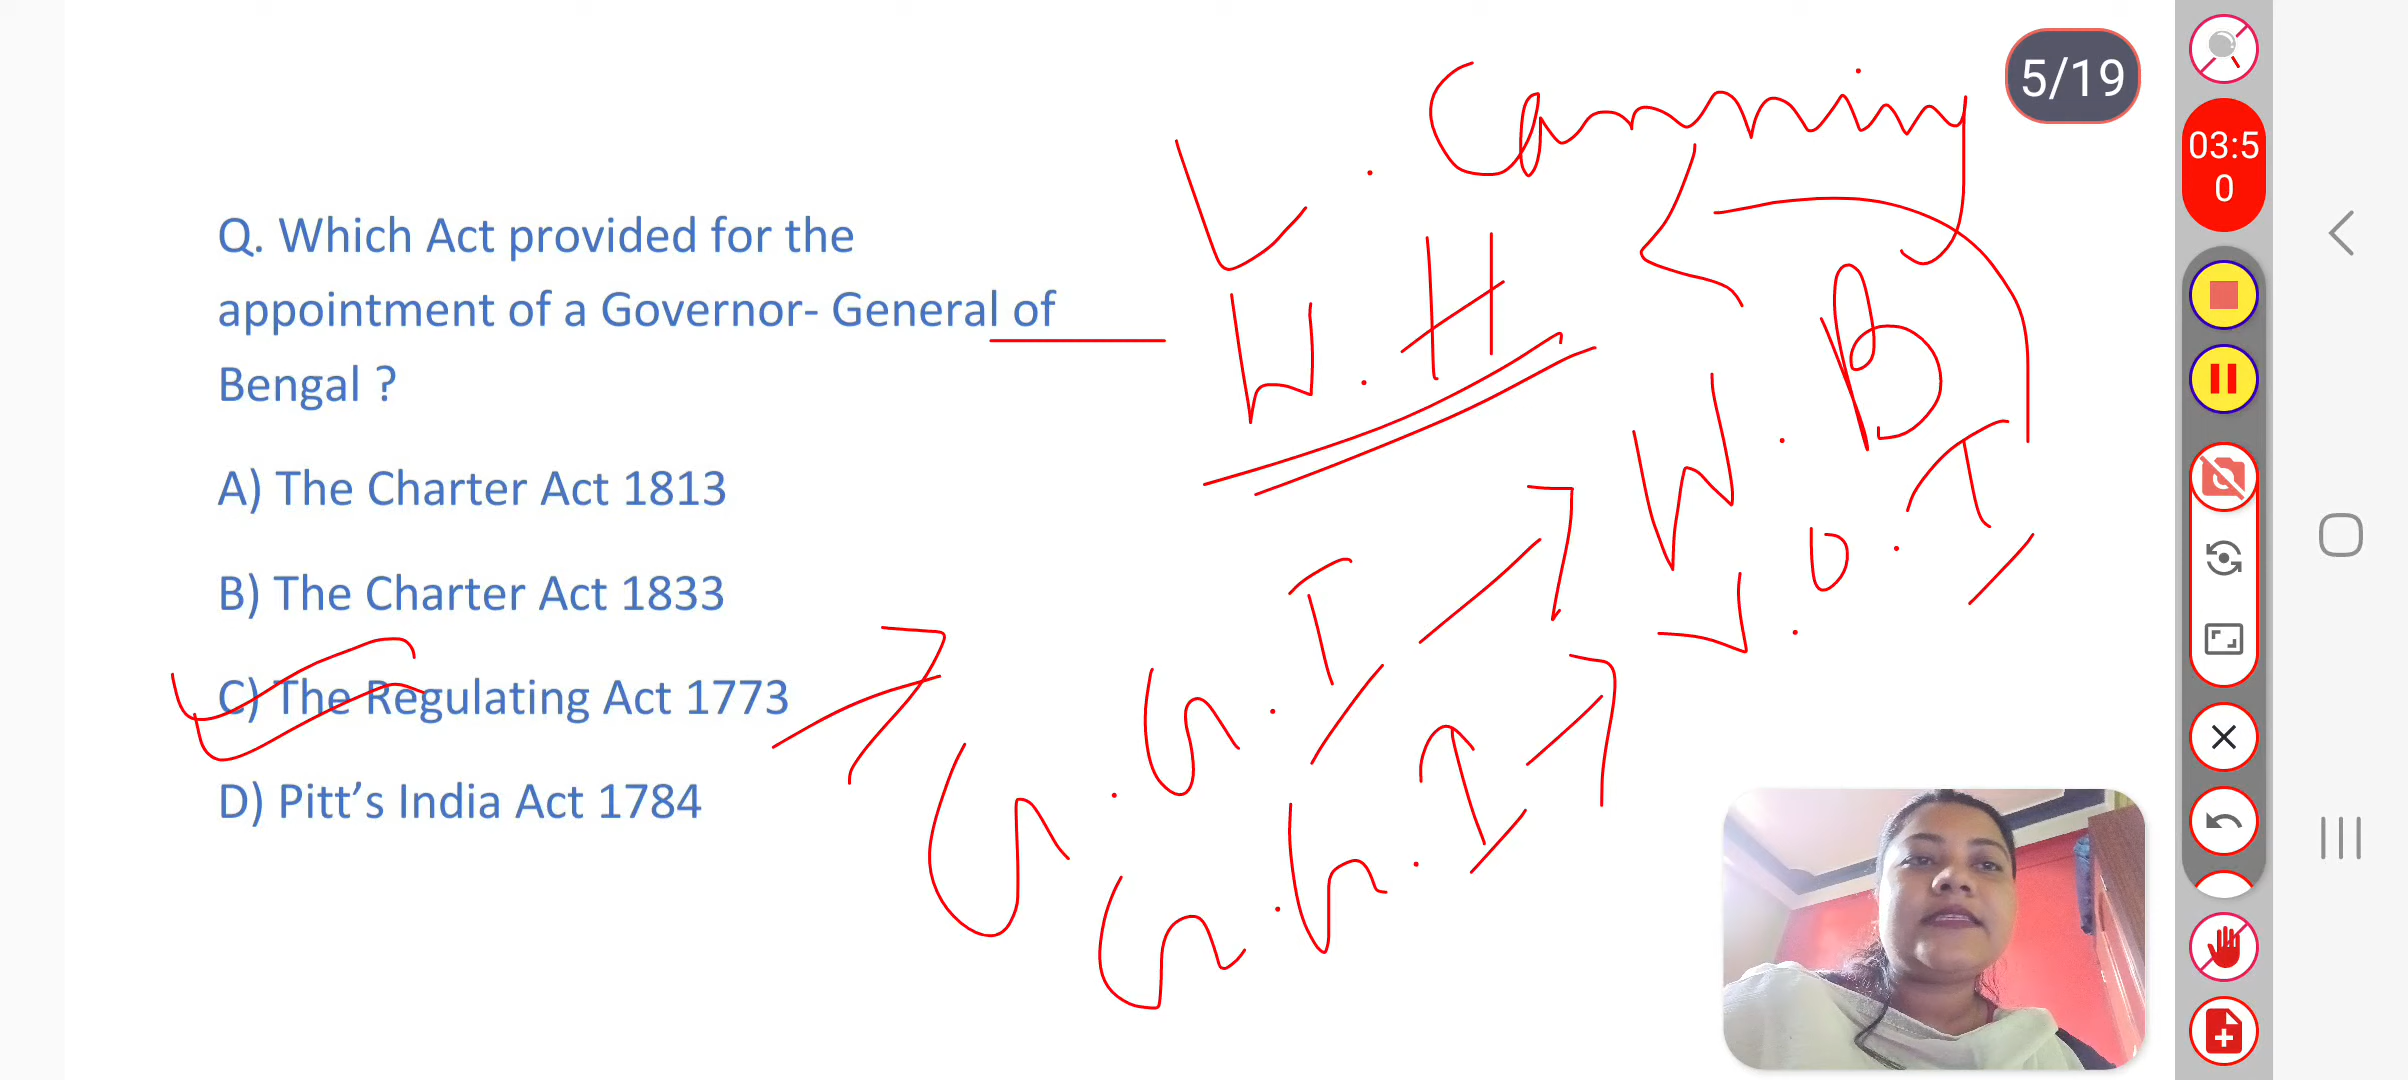 5/19
03:5
0
L. Canning
Q. Which Act provided for the
appointment of a Governor- General of
Bengal ?
W. H
W. B
A) The Charter Act 1813
B) The Charter Act 1833
C) The Regulating Act 1773
D) Pitt’s India Act 1784
G. G. I
V. O. I
G. G. I